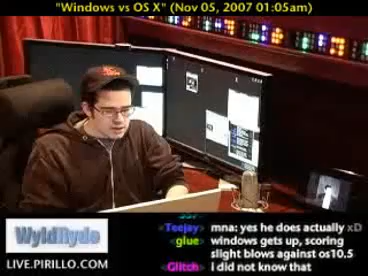 "Windows vs OS X" (Nov 05, 2007 01:05am)
WyldRyde
LIVE.PIRILLO.COM
Teejay mna: yes he does actually xD
glue windows gets up, scoring
slight blows against os10.5
Glitch i did not know that